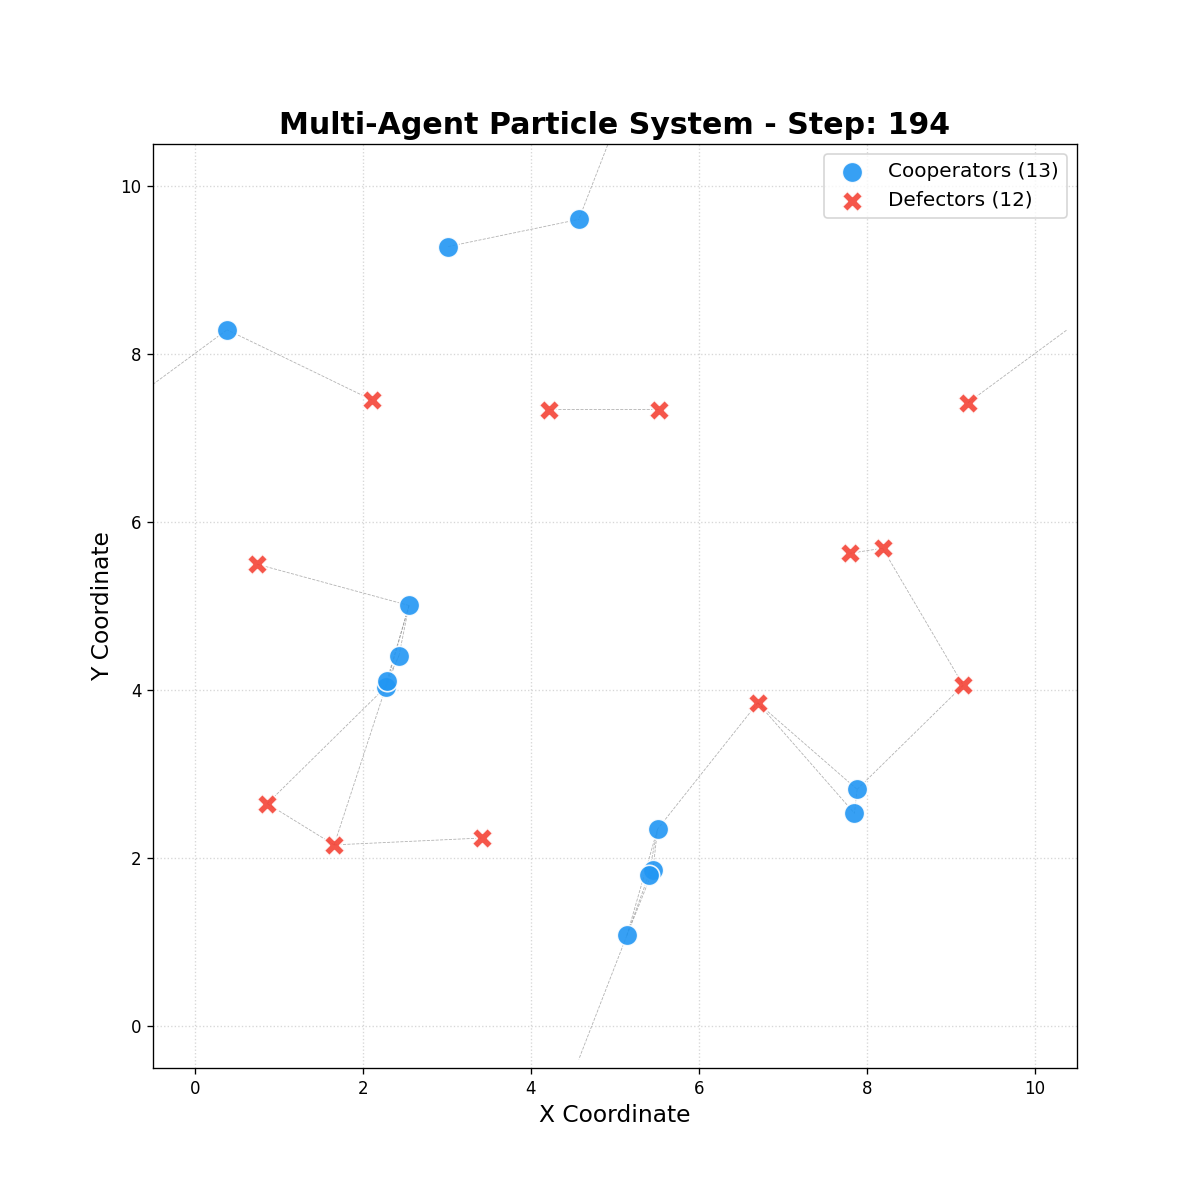 Multi-Agent Particle System - Step: 194
Cooperators (13)
Defectors (12)
10
8
6
4
2
0
Y Coordinate
0
2
4
6
8
10
X Coordinate